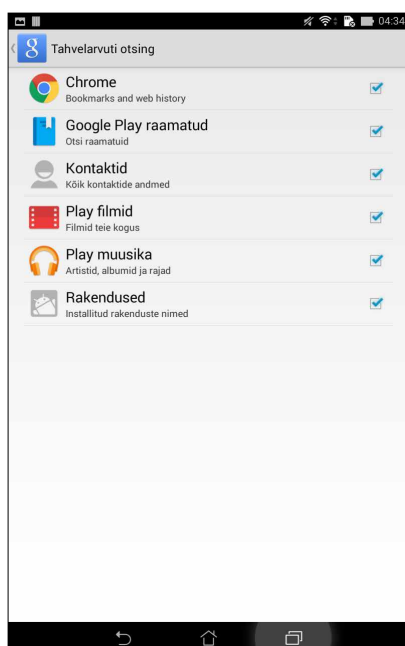 04:34
Tahvelarvuti otsing
Chrome
Bookmarks and web history
Google Play raamatud
Otsi raamatuid
Kontaktid
Kõik kontaktide andmed
Play filmid
Filmid teie kogus
Play muusika
Artistid, albumid ja rajad
Rakendused
Installitud rakenduste nimed